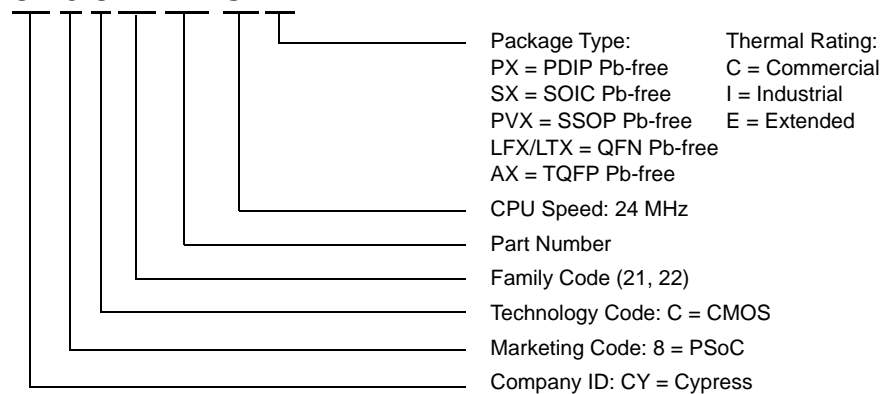 Package Type: Thermal Rating:
PX = PDIP Pb-free C = Commercial
SX = SOIC Pb-free I = Industrial
PVX = SSOP Pb-free E = Extended
LFX/LTX = QFN Pb-free
AX = TQFP Pb-free
CPU Speed: 24 MHz
Part Number
Family Code (21, 22)
Technology Code: C = CMOS
Marketing Code: 8 = PSoC
Company ID: CY = Cypress